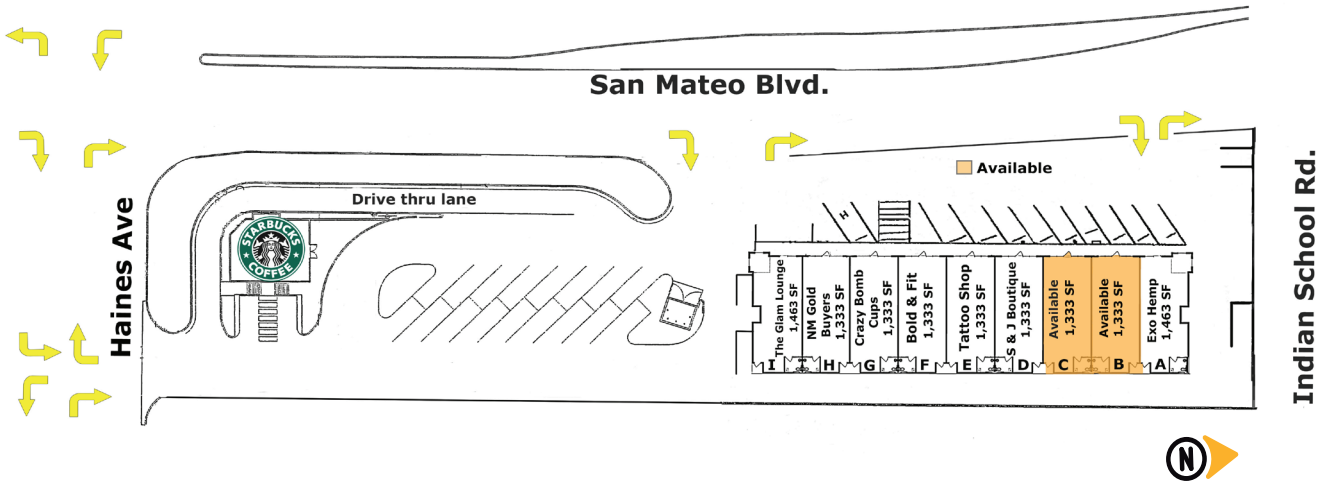 San Mateo Blvd.
Available
Haines Ave
Drive thru lane
STARBUCKS
COFFEE
H
The Glam Lounge
1,463 SF
NM Gold
Buyers
1,333 SF
Crazy Bomb
Cups
1,333 SF
Bold & Fit
1,333 SF
Tattoo Shop
1,333 SF
S & J Boutique
1,333 SF
Available
1,333 SF
Available
1,333 SF
Exo Hemp
1,463 SF
I H G F E D C B A
Indian School Rd.
N